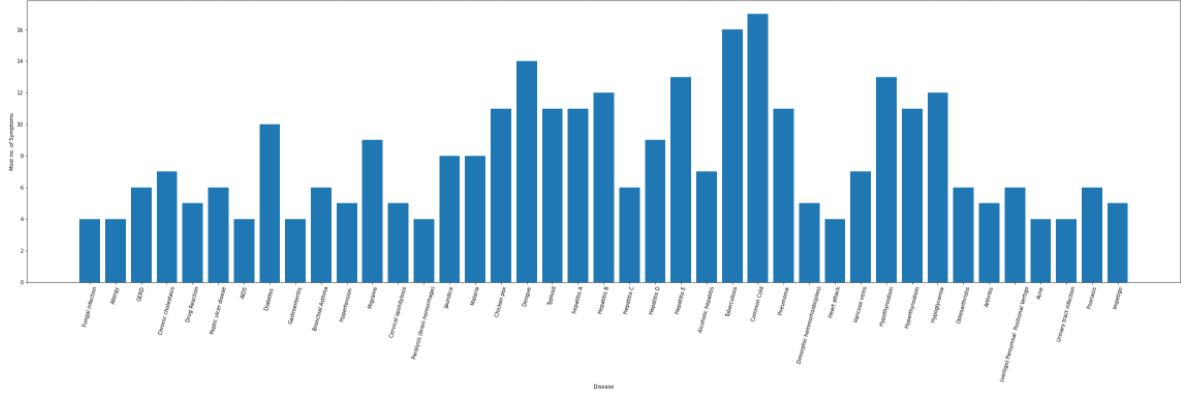 16
14
12
10
8
6
4
2
0
Most no. of Symptoms
Fungal infection
Allergy
GERD
Chronic cholestasis
Drug Reaction
Peptic ulcer diseae
AIDS
Diabetes
Gastroenteritis
Bronchial Asthma
Hypertension
Migraine
Cervical spondylosis
Paralysis (brain hemorrhage)
Jaundice
Malaria
Chicken pox
Dengue
Typhoid
hepatitis A
Hepatitis B
Hepatitis C
Hepatitis D
Hepatitis E
Alcoholic hepatitis
Tuberculosis
Common Cold
Pneumonia
Dimorphic hemmorhoids(piles)
Heart attack
Varicose veins
Hypothyroidism
Hyperthyroidism
Hypoglycemia
Osteoarthristis
Arthritis
(vertigo) Paroymsal  Positional Vertigo
Acne
Urinary tract infection
Psoriasis
Impetigo
Disease